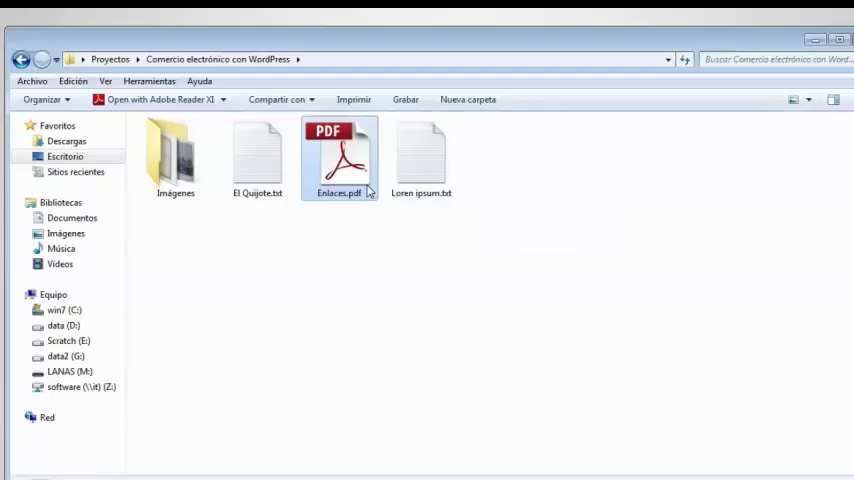 Proyectos Comercio electrónico con WordPress
Buscar Comercio electrónico con Word...
Archivo Edición Ver Herramientas Ayuda
Organizar Open with Adobe Reader XI Compartir con Imprimir Grabar Nueva carpeta
Favoritos
Descargas
Escritorio
Sitios recientes
Bibliotecas
Documentos
Imágenes
Música
Vídeos
Equipo
win7 (C:)
data (D:)
Scratch (E:)
data2 (G:)
LANAS (M:)
software (\\it) (Z:)
Red
PDF
Imágenes
El Quijote.txt
Enlaces.pdf
Loren ipsum.txt